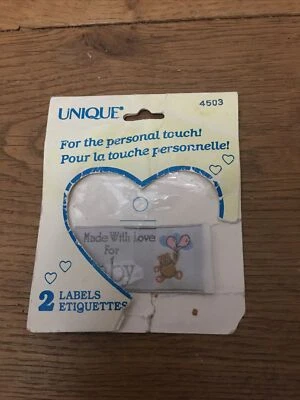 UNIQUE®
4503
For the personal touch!
Pour la touche personnelle!
Made With Love
For
2 LABELS
ETIQUETTES